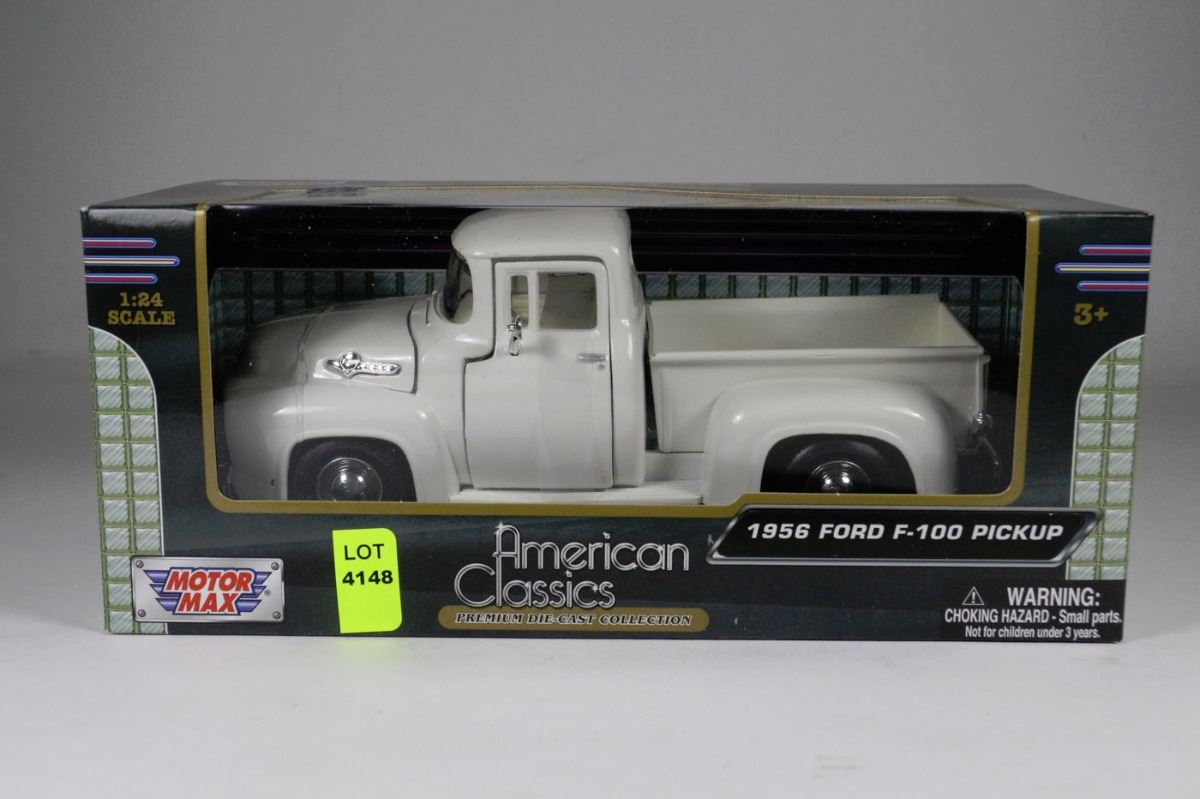 1:24
SCALE
3+
1956 FORD F-100 PICKUP
LOT
4148
American
Classics
PREMIUM DIE-CAST COLLECTION
MOTOR
MAX®
WARNING:
CHOKING HAZARD - Small parts.
Not for children under 3 years.